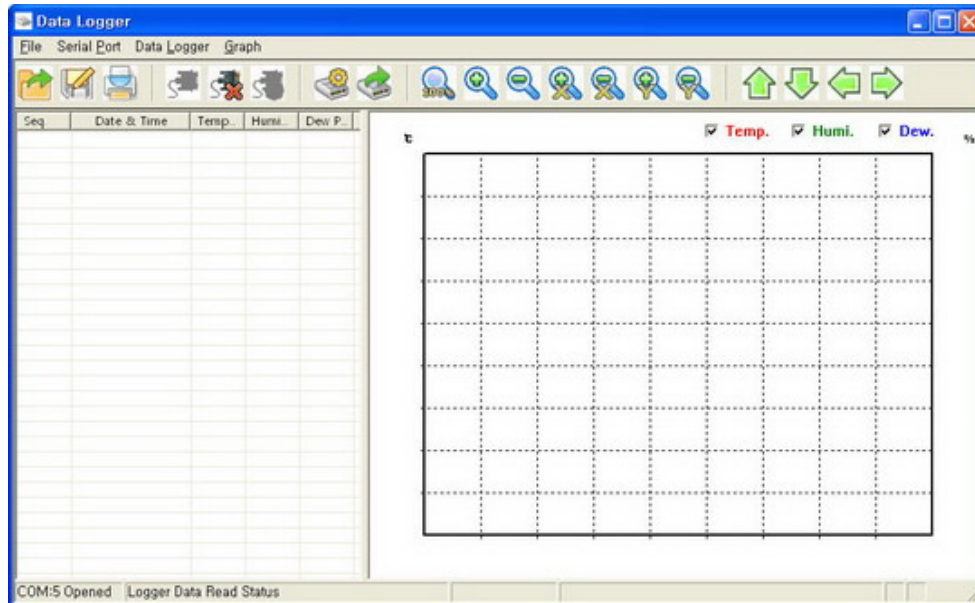 Data Logger
File Serial Port Data Logger Graph
100
Seq Date & Time Temp.. Humi... Dew P..
℃ Temp. Humi. Dew. %
COM:5 Opened Logger Data Read Status